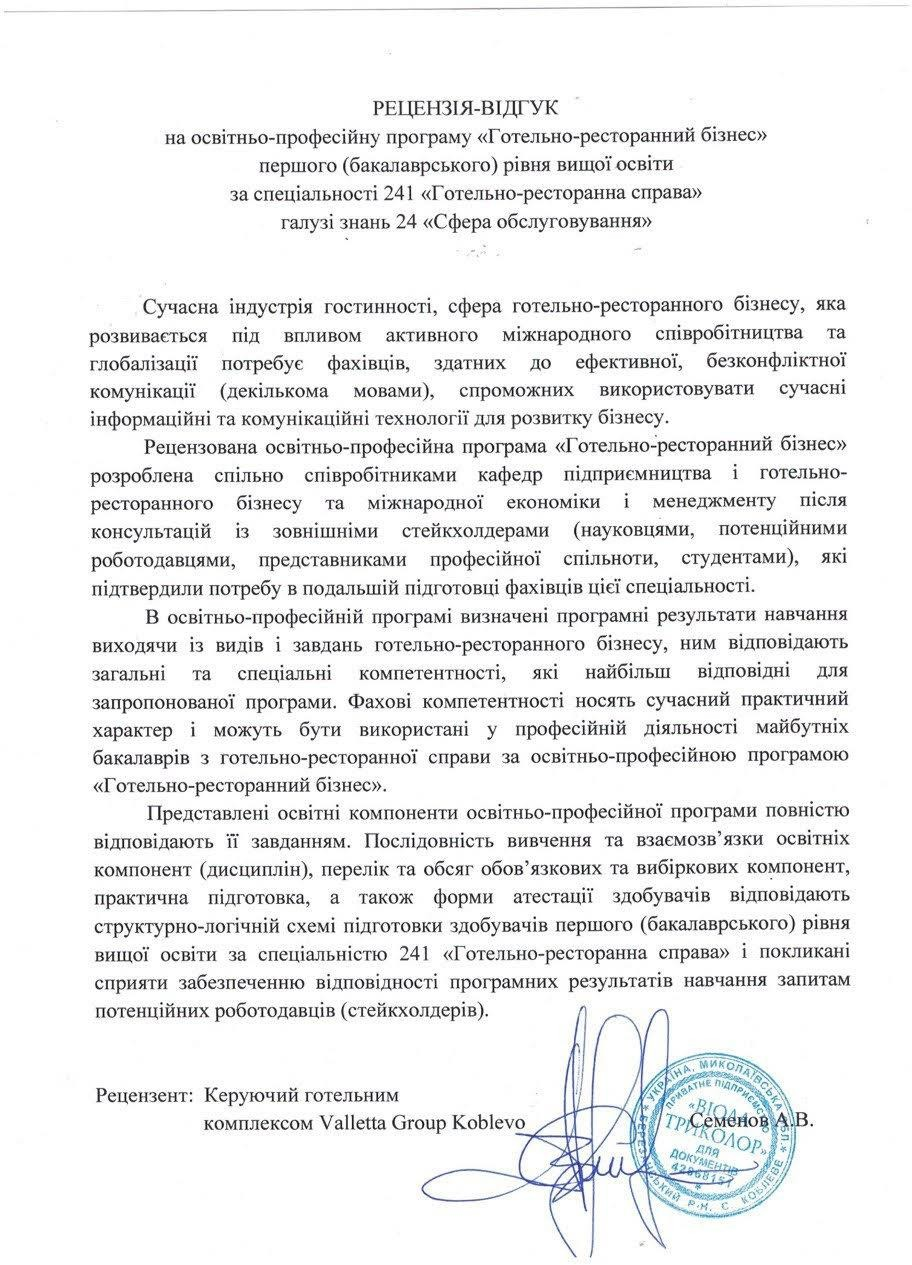 РЕЦЕНЗІЯ-ВІДГУК
на освітньо-професійну програму «Готельно-ресторанний бізнес»
першого (бакалаврського) рівня вищої освіти
за спеціальності 241 «Готельно-ресторанна справа»
галузі знань 24 «Сфера обслуговування»
Сучасна індустрія гостинності, сфера готельно-ресторанного бізнесу, яка
розвивається під впливом активного міжнародного співробітництва та
глобалізації потребує фахівців, здатних до ефективної, безконфліктної
комунікації (декількома мовами), спроможних використовувати сучасні
інформаційні та комунікаційні технології для розвитку бізнесу.
Рецензована освітньо-професійна програма «Готельно-ресторанний бізнес»
розроблена спільно співробітниками кафедр підприємництва і готельно-
ресторанного бізнесу та міжнародної економіки і менеджменту після
консультацій із зовнішніми стейкхолдерами (науковцями, потенційними
роботодавцями, представниками професійної спільноти, студентами), які
підтвердили потребу в подальшій підготовці фахівців цієї спеціальності.
В освітньо-професійній програмі визначені програмні результати навчання
виходячи із видів і завдань готельно-ресторанного бізнесу, ним відповідають
загальні та спеціальні компетентності, які найбільш відповідні для
запропонованої програми. Фахові компетентності носять сучасний практичний
характер і можуть бути використані у професійній діяльності майбутніх
бакалаврів з готельно-ресторанної справи за освітньо-професійною програмою
«Готельно-ресторанний бізнес».
Представлені освітні компоненти освітньо-професійної програми повністю
відповідають її завданням. Послідовність вивчення та взаємозв’язки освітніх
компонент (дисциплін), перелік та обсяг обов’язкових та вибіркових компонент,
практична підготовка, а також форми атестації здобувачів відповідають
структурно-логічній схемі підготовки здобувачів першого (бакалаврського) рівня
вищої освіти за спеціальністю 241 «Готельно-ресторанна справа» і покликані
сприяти забезпеченню відповідності програмних результатів навчання запитам
потенційних роботодавців (стейкхолдерів).
Рецензент: Керуючий готельним
комплексом Valletta Group Koblevo Семенов А.В.
УКРАЇНА, МИКОЛАЇВСЬКА ОБЛ
ПРИВАТНЕ ПІДПРИЄМСТВО
«ВІОЛА
ТРИКОЛОР»
ДЛЯ
ДОКУМЕНТІВ
Р-Н, С КОБЛЕВЕ